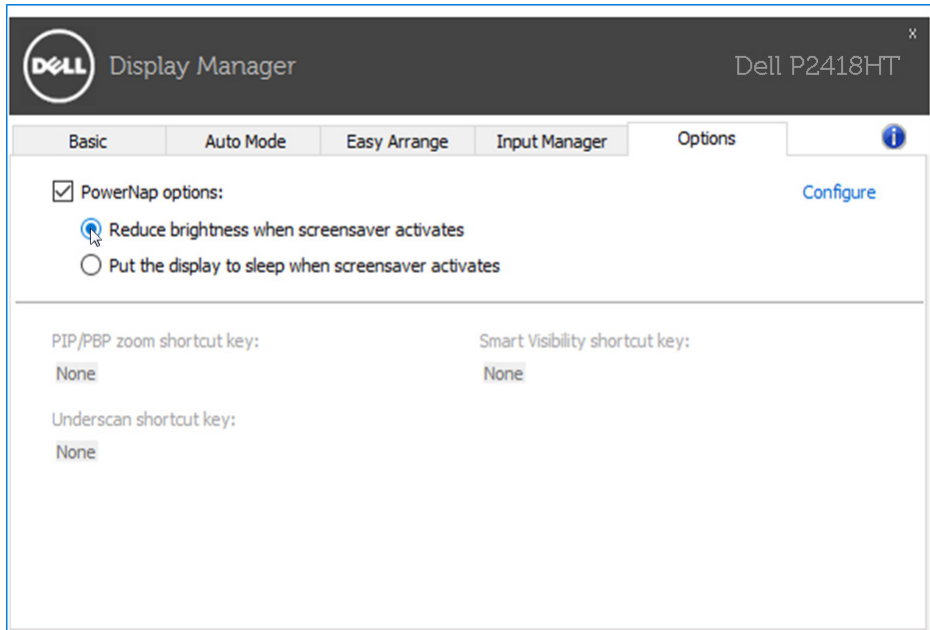 x
DELL Display Manager Dell P2418HT
Basic Auto Mode Easy Arrange Input Manager Options i
PowerNap options: Configure
Reduce brightness when screensaver activates
Put the display to sleep when screensaver activates
PIP/PBP zoom shortcut key: Smart Visibility shortcut key:
None None
Underscan shortcut key:
None